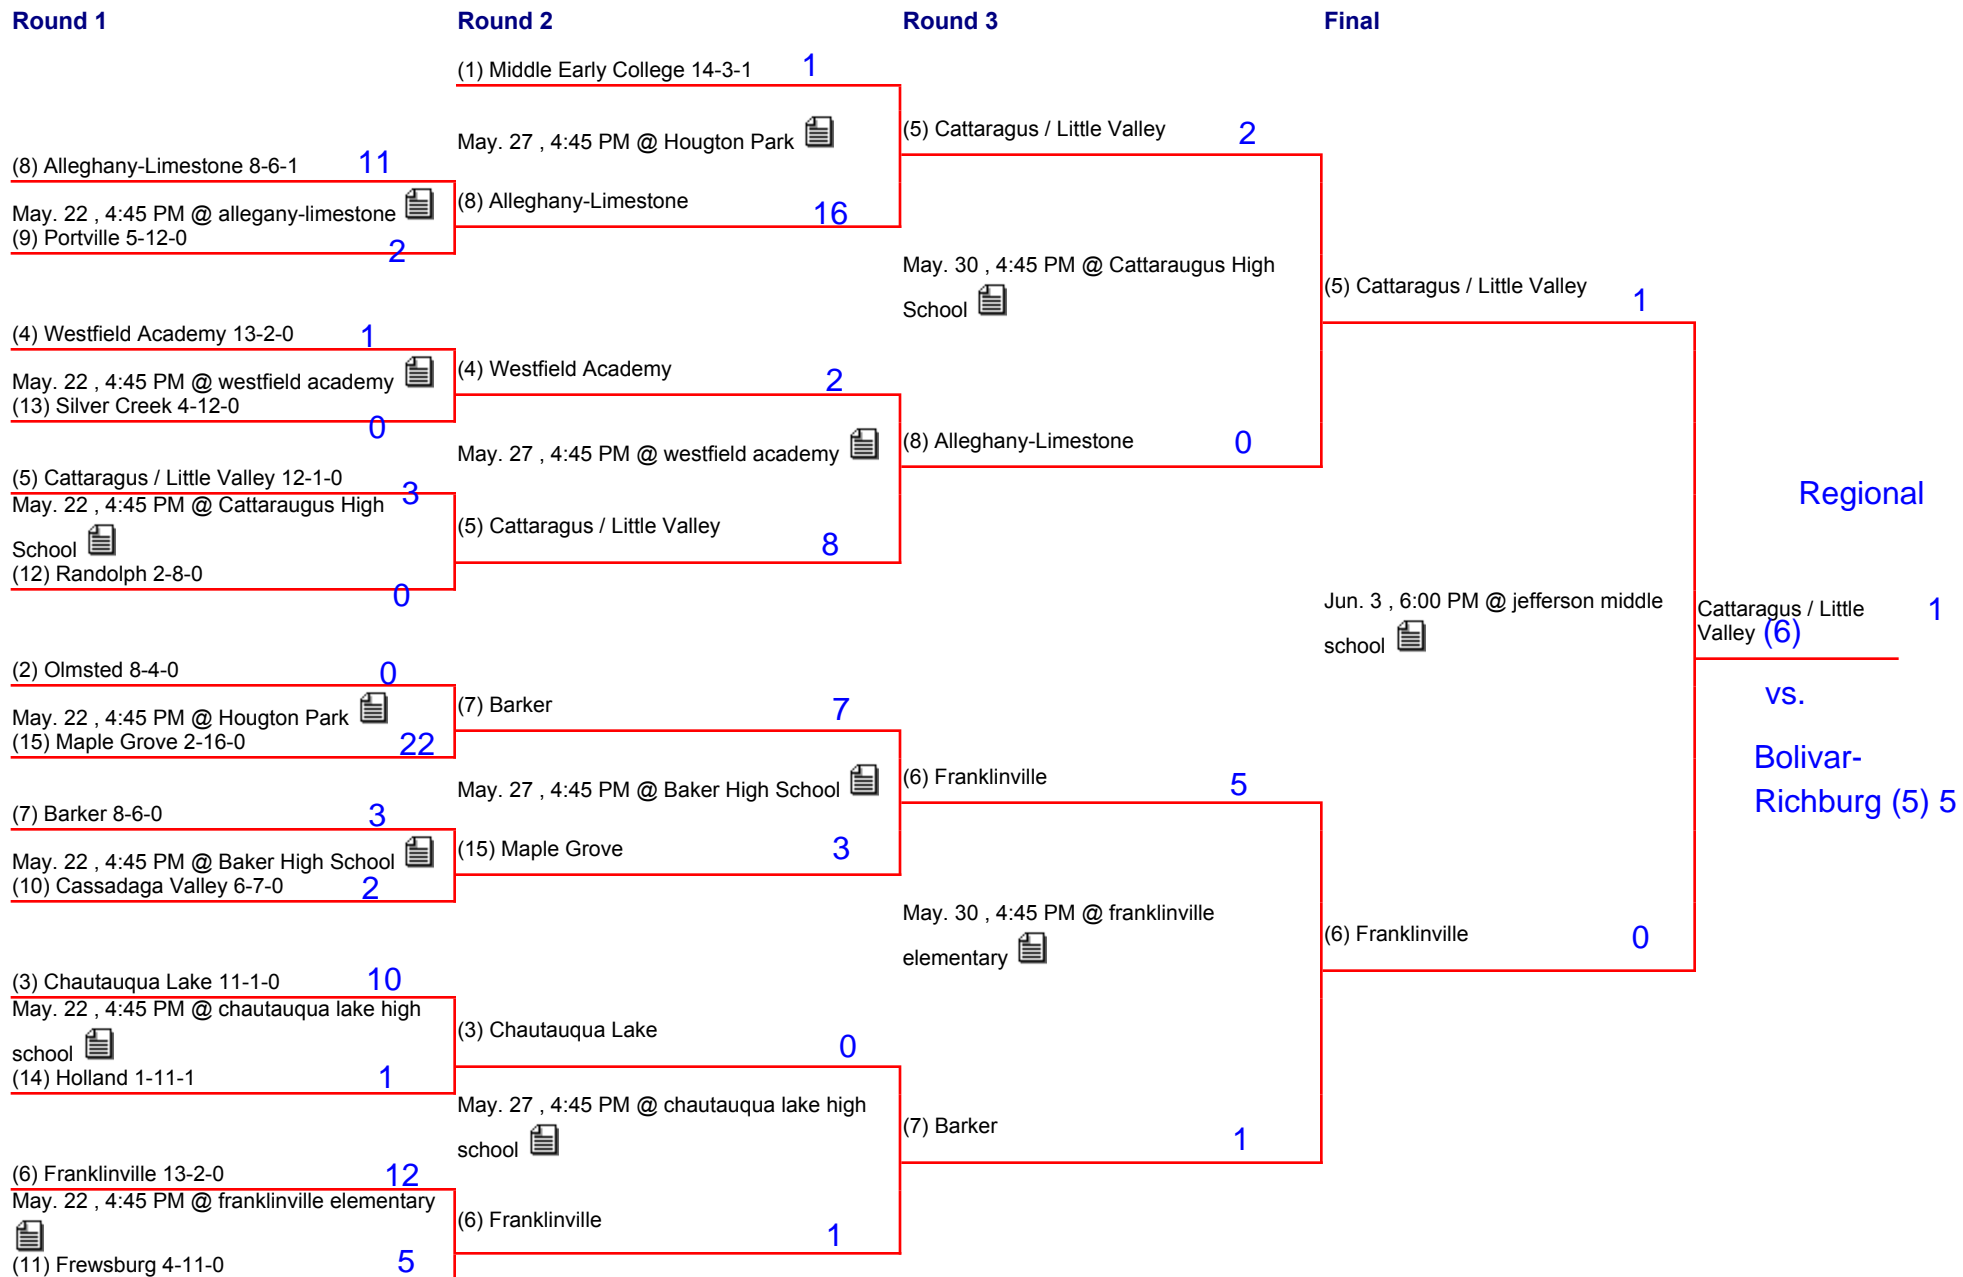 Round 1
Round 2
Round 3
Final
(8) Alleghany-Limestone 8-6-1 11
May. 22 , 4:45 PM @ allegany-limestone
(9) Portville 5-12-0
2
(4) Westfield Academy 13-2-0 1
May. 22 , 4:45 PM @ westfield academy
(13) Silver Creek 4-12-0
0
(5) Cattaragus / Little Valley 12-1-0
3
May. 22 , 4:45 PM @ Cattaraugus High
School
(12) Randolph 2-8-0
0
(2) Olmsted 8-4-0 0
May. 22 , 4:45 PM @ Hougton Park
(15) Maple Grove 2-16-0 22
(7) Barker 8-6-0 3
May. 22 , 4:45 PM @ Baker High School
(10) Cassadaga Valley 6-7-0 2
(3) Chautauqua Lake 11-1-0 10
May. 22 , 4:45 PM @ chautauqua lake high
school
(14) Holland 1-11-1 1
(6) Franklinville 13-2-0 12
May. 22 , 4:45 PM @ franklinville elementary
(11) Frewsburg 4-11-0 5
(1) Middle Early College 14-3-1 1
May. 27 , 4:45 PM @ Hougton Park
(8) Alleghany-Limestone 16
(4) Westfield Academy 2
May. 27 , 4:45 PM @ westfield academy
(5) Cattaragus / Little Valley 8
(7) Barker 7
May. 27 , 4:45 PM @ Baker High School
(15) Maple Grove 3
(3) Chautauqua Lake 0
May. 27 , 4:45 PM @ chautauqua lake high
school
(6) Franklinville 1
(5) Cattaragus / Little Valley 2
May. 30 , 4:45 PM @ Cattaraugus High
School
(8) Alleghany-Limestone 0
(6) Franklinville 5
May. 30 , 4:45 PM @ franklinville
elementary
(7) Barker 1
(5) Cattaragus / Little Valley 1
Jun. 3 , 6:00 PM @ jefferson middle
school
(6) Franklinville 0
Regional
Cattaragus / Little 1
Valley (6)
vs.
Bolivar-
Richburg (5) 5